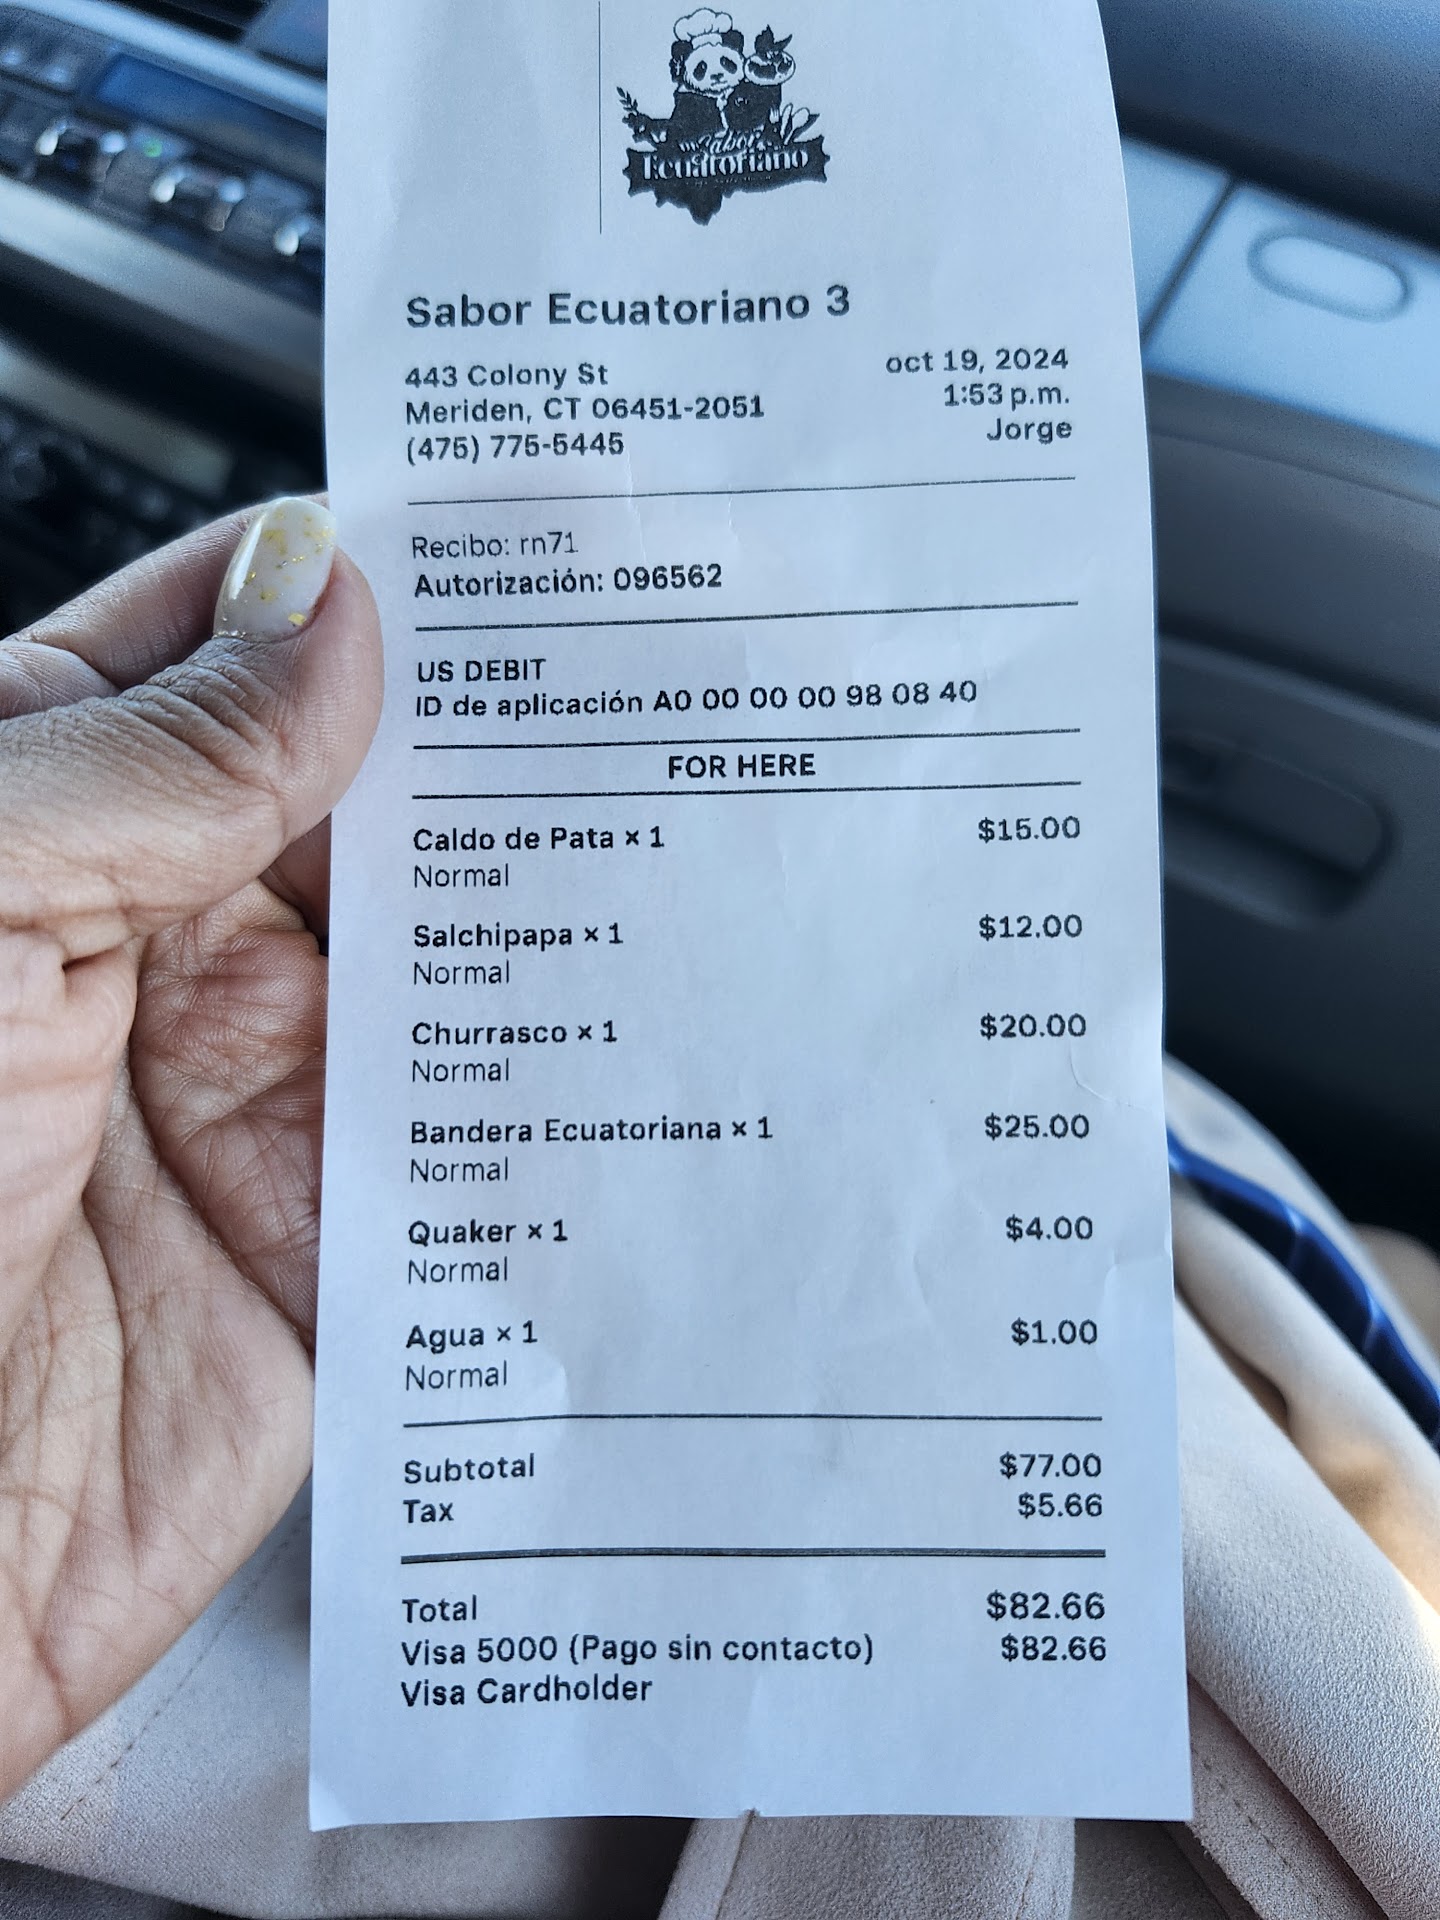 Sabor
Ecuatoriano
Sabor Ecuatoriano 3
443 Colony St
Meriden, CT 06451-2051
(475) 775-5445
oct 19, 2024
1:53 p.m.
Jorge
Recibo: rn71
Autorización: 096562
US DEBIT
ID de aplicación A0 00 00 00 98 08 40
FOR HERE
Caldo de Pata × 1 $15.00
Normal
Salchipapa × 1 $12.00
Normal
Churrasco × 1 $20.00
Normal
Bandera Ecuatoriana × 1 $25.00
Normal
Quaker × 1 $4.00
Normal
Agua × 1 $1.00
Normal
Subtotal $77.00
Tax $5.66
Total $82.66
Visa 5000 (Pago sin contacto) $82.66
Visa Cardholder